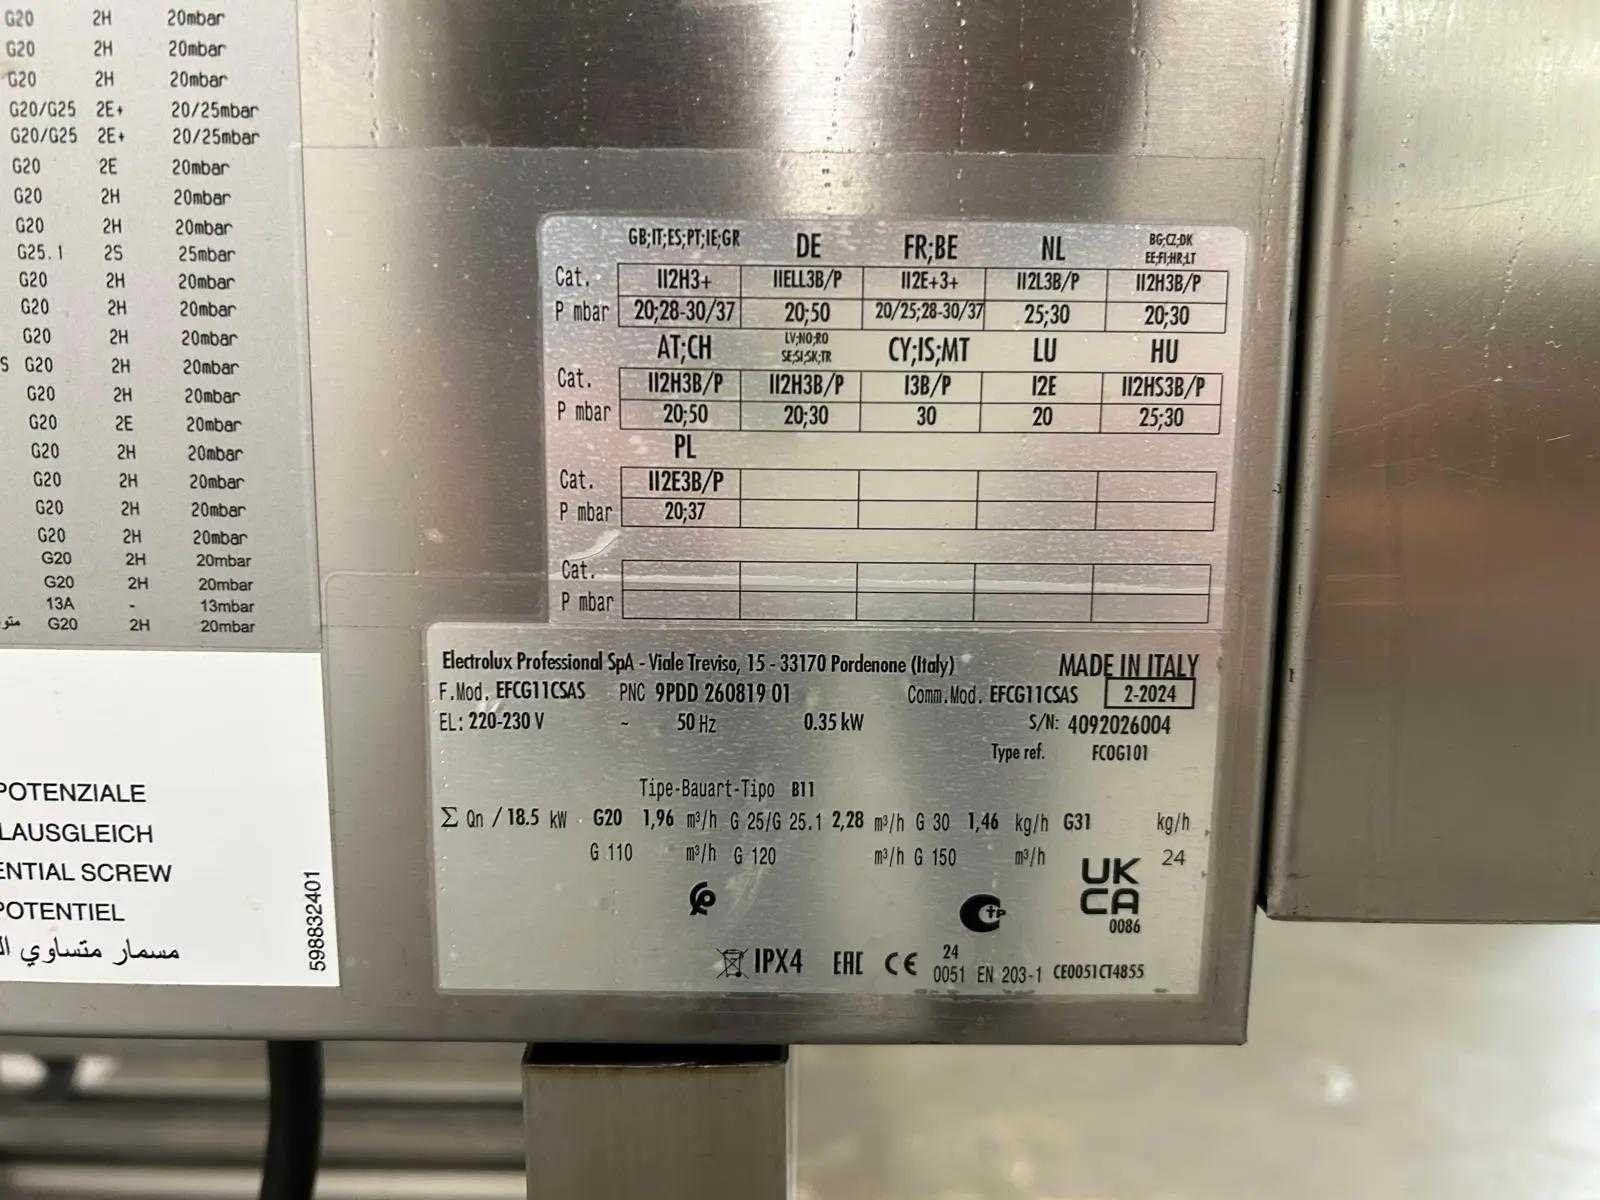 G20 2H 20mbar
G20 2H 20mbar
G20 2H 20mbar
G20/G25 2E+ 20/25mbar
G20/G25 2E+ 20/25mbar
G20 2E 20mbar
G20 2H 20mbar
G20 2H 20mbar
G25.1 2S 25mbar
G20 2H 20mbar
G20 2H 20mbar
G20 2H 20mbar
S G20 2H 20mbar
G20 2H 20mbar
G20 2E 20mbar
G20 2H 20mbar
G20 2H 20mbar
G20 2H 20mbar
G20 2H 20mbar
G20 2H 20mbar
G20 2H 20mbar
13A - 13mbar
G20 2H 20mbar
POTENZIALE
LAUSGLEICH
ENTIAL SCREW
POTENTIEL
مسمار متساوي ال
598832401
GB;IT;ES;PT;IE;GR DE FR;BE NL BG;CZ;DK EE;FI;HR;LT
Cat. II2H3+ IIELL3B/P II2E+3+ II2L3B/P II2H3B/P
P mbar 20;28-30/37 20;50 20/25;28-30/37 25;30 20;30
AT;CH LV;NO;RO SE;SI;SK;TR CY;IS;MT LU HU
Cat. II2H3B/P II2H3B/P I3B/P I2E II2HS3B/P
P mbar 20;50 20;30 30 20 25;30
PL
Cat. II2E3B/P
P mbar 20;37
Cat.
P mbar
Electrolux Professional SpA - Viale Treviso, 15 - 33170 Pordenone (Italy) MADE IN ITALY
F.Mod. EFCG11CSAS PNC 9PDD 260819 01 Comm.Mod. EFCG11CSAS 2-2024
EL: 220-230 V ~ 50 Hz 0.35 kW S/N: 4092026004
Type ref. FCOG101
Tipe-Bauart-Tipo B11
Σ Qn / 18.5 kW G20 1,96 m³/h G 25/G 25.1 2,28 m³/h G 30 1,46 kg/h G31 kg/h
G 110 m³/h G 120 m³/h G 150 m³/h 24
UK
CA
0086
IPX4 EAC CE 24
0051 EN 203-1 CE0051CT4855